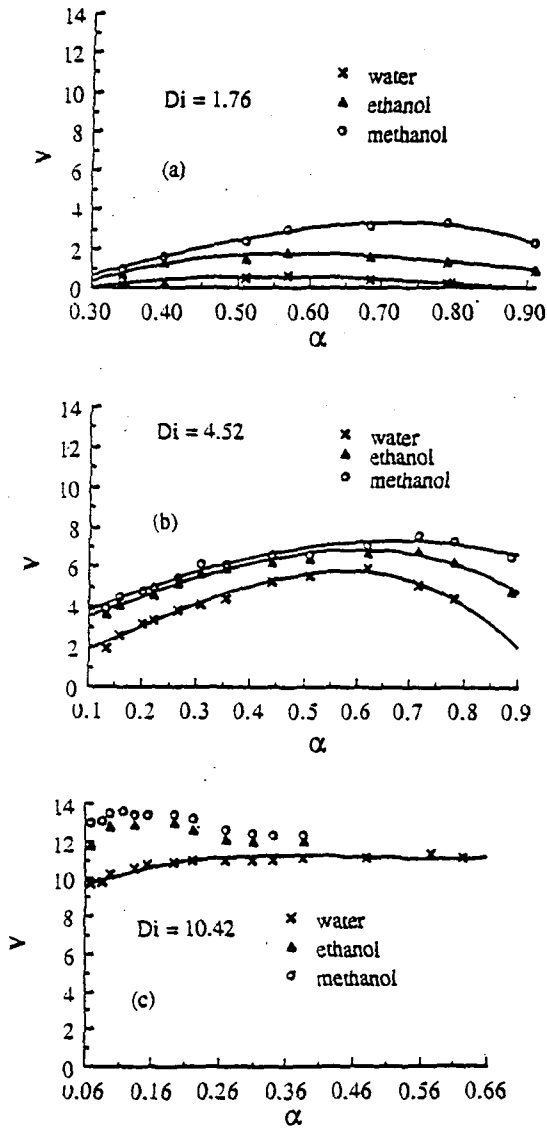 14
12
10
8
6
4
2
0
V
Di = 1.76
(a)
water
ethanol
methanol
0.30 0.40 0.50 0.60 0.70 0.80 0.90
α
14
12
10
8
6
4
2
0
V
Di = 4.52
(b)
water
ethanol
methanol
0.1 0.2 0.3 0.4 0.5 0.6 0.7 0.8 0.9
α
14
12
10
8
6
4
2
0
V
Di = 10.42
(c)
water
ethanol
methanol
0.06 0.16 0.26 0.36 0.46 0.56 0.66
α